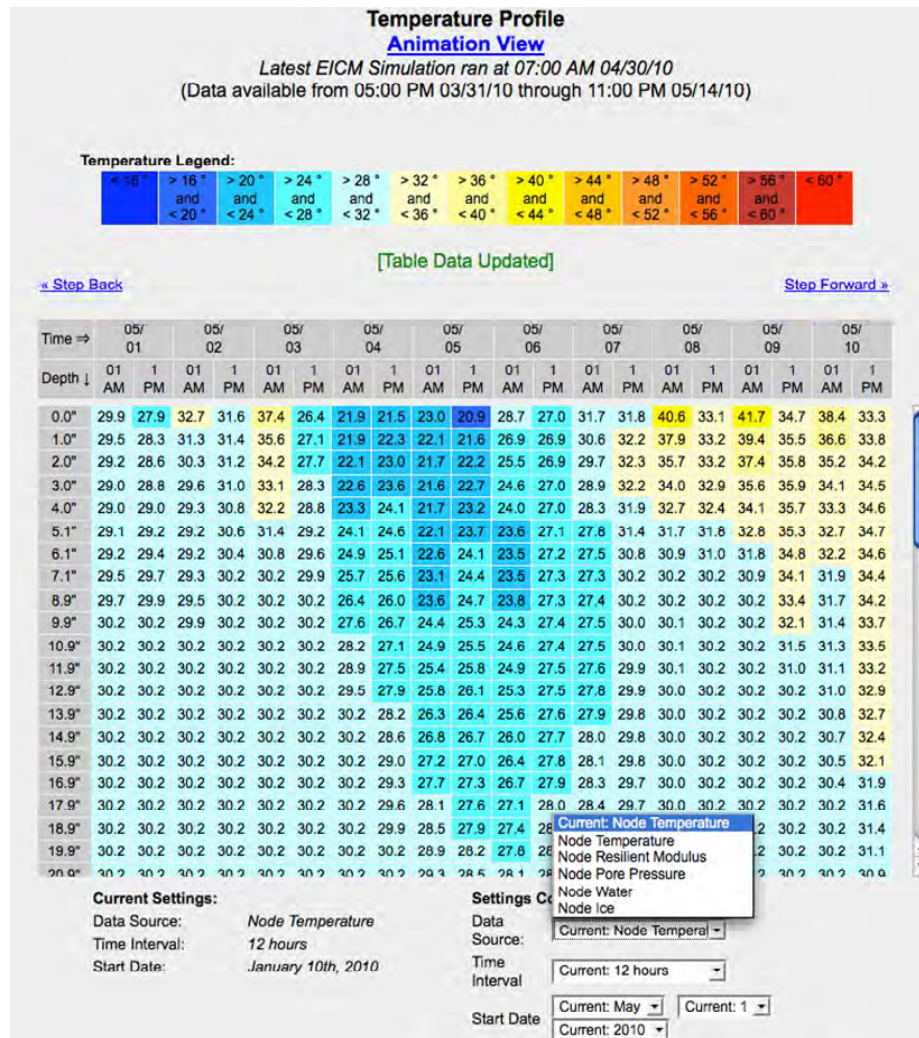 Temperature Profile
Animation View
Latest EICM Simulation ran at 07:00 AM 04/30/10
(Data available from 05:00 PM 03/31/10 through 11:00 PM 05/14/10)
Temperature Legend:
< 16 ° > 16 ° > 20 ° > 24 ° > 28 ° > 32 ° > 36 ° > 40 ° > 44 ° > 48 ° > 52 ° > 56 ° < 60 °
and and and and and and and and and and and
< 20 ° < 24 ° < 28 ° < 32 ° < 36 ° < 40 ° < 44 ° < 48 ° < 52 ° < 56 ° < 60 °
[Table Data Updated]
« Step Back Step Forward »
Time ⇒ 05/ 05/ 05/ 05/ 05/ 05/ 05/ 05/ 05/ 05/
01 02 03 04 05 06 07 08 09 10
Depth ↓ 01 1 01 1 01 1 01 1 01 1 01 1 01 1 01 1 01 1 01 1
AM PM AM PM AM PM AM PM AM PM AM PM AM PM AM PM AM PM AM PM
0.0" 29.9 27.9 32.7 31.6 37.4 26.4 21.9 21.5 23.0 20.9 28.7 27.0 31.7 31.8 40.6 33.1 41.7 34.7 38.4 33.3
1.0" 29.5 28.3 31.3 31.4 35.6 27.1 21.9 22.3 22.1 21.6 26.9 26.9 30.6 32.2 37.9 33.2 39.4 35.5 36.6 33.8
2.0" 29.2 28.6 30.3 31.2 34.2 27.7 22.1 23.0 21.7 22.2 25.5 26.9 29.7 32.3 35.7 33.2 37.4 35.8 35.2 34.2
3.0" 29.0 28.8 29.6 31.0 33.1 28.3 22.6 23.6 21.6 22.7 24.6 27.0 28.9 32.2 34.0 32.9 35.6 35.9 34.1 34.5
4.0" 29.0 29.0 29.3 30.8 32.2 28.8 23.3 24.1 21.7 23.2 24.0 27.0 28.3 31.9 32.7 32.4 34.1 35.7 33.3 34.6
5.1" 29.1 29.2 29.2 30.6 31.4 29.2 24.1 24.6 22.1 23.7 23.6 27.1 27.8 31.4 31.7 31.8 32.8 35.3 32.7 34.7
6.1" 29.2 29.4 29.2 30.4 30.8 29.6 24.9 25.1 22.6 24.1 23.5 27.2 27.5 30.8 30.9 31.0 31.8 34.8 32.2 34.6
7.1" 29.5 29.7 29.3 30.2 30.2 29.9 25.7 25.6 23.1 24.4 23.5 27.3 27.3 30.2 30.2 30.2 30.9 34.1 31.9 34.4
8.9" 29.7 29.9 29.5 30.2 30.2 30.2 26.4 26.0 23.6 24.7 23.8 27.3 27.4 30.2 30.2 30.2 30.2 33.4 31.7 34.2
9.9" 30.2 30.2 29.9 30.2 30.2 30.2 27.6 26.7 24.4 25.3 24.3 27.4 27.5 30.0 30.1 30.2 30.2 32.1 31.4 33.7
10.9" 30.2 30.2 30.2 30.2 30.2 30.2 28.2 27.1 24.9 25.5 24.6 27.4 27.5 30.0 30.1 30.2 30.2 31.5 31.3 33.5
11.9" 30.2 30.2 30.2 30.2 30.2 30.2 28.9 27.5 25.4 25.8 24.9 27.5 27.6 29.9 30.1 30.2 30.2 31.0 31.1 33.2
12.9" 30.2 30.2 30.2 30.2 30.2 30.2 29.5 27.9 25.8 26.1 25.3 27.5 27.8 29.9 30.0 30.2 30.2 30.2 31.0 32.9
13.9" 30.2 30.2 30.2 30.2 30.2 30.2 30.2 28.2 26.3 26.4 25.6 27.6 27.9 29.8 30.0 30.2 30.2 30.2 30.8 32.7
14.9" 30.2 30.2 30.2 30.2 30.2 30.2 30.2 28.6 26.8 26.7 26.0 27.7 28.0 29.8 30.0 30.2 30.2 30.2 30.7 32.4
15.9" 30.2 30.2 30.2 30.2 30.2 30.2 30.2 29.0 27.2 27.0 26.4 27.8 28.1 29.8 30.0 30.2 30.2 30.2 30.5 32.1
16.9" 30.2 30.2 30.2 30.2 30.2 30.2 30.2 29.3 27.7 27.3 26.7 27.9 28.3 29.7 30.0 30.2 30.2 30.2 30.4 31.9
17.9" 30.2 30.2 30.2 30.2 30.2 30.2 30.2 29.6 28.1 27.6 27.1 28.0 28.4 29.7 30.0 30.2 30.2 30.2 30.2 31.6
18.9" 30.2 30.2 30.2 30.2 30.2 30.2 30.2 29.9 28.5 27.9 27.4 30.2 30.2 31.4
19.9" 30.2 30.2 30.2 30.2 30.2 30.2 30.2 30.2 28.9 28.2 27.8 30.2 30.2 31.1
20.9" 30.2 30.2 30.2 30.2 30.2 30.2 30.2 30.2 29.3 28.5 28.1 30.2 30.2 30.9
Current: Node Temperature
Node Temperature
Node Resilient Modulus
Node Pore Pressure
Node Water
Node Ice
Current Settings: Settings Co
Data Source: Node Temperature Data Source: Current: Node Tempera
Time Interval: 12 hours Time Interval Current: 12 hours
Start Date: January 10th, 2010 Start Date Current: May Current: 1
Current: 2010